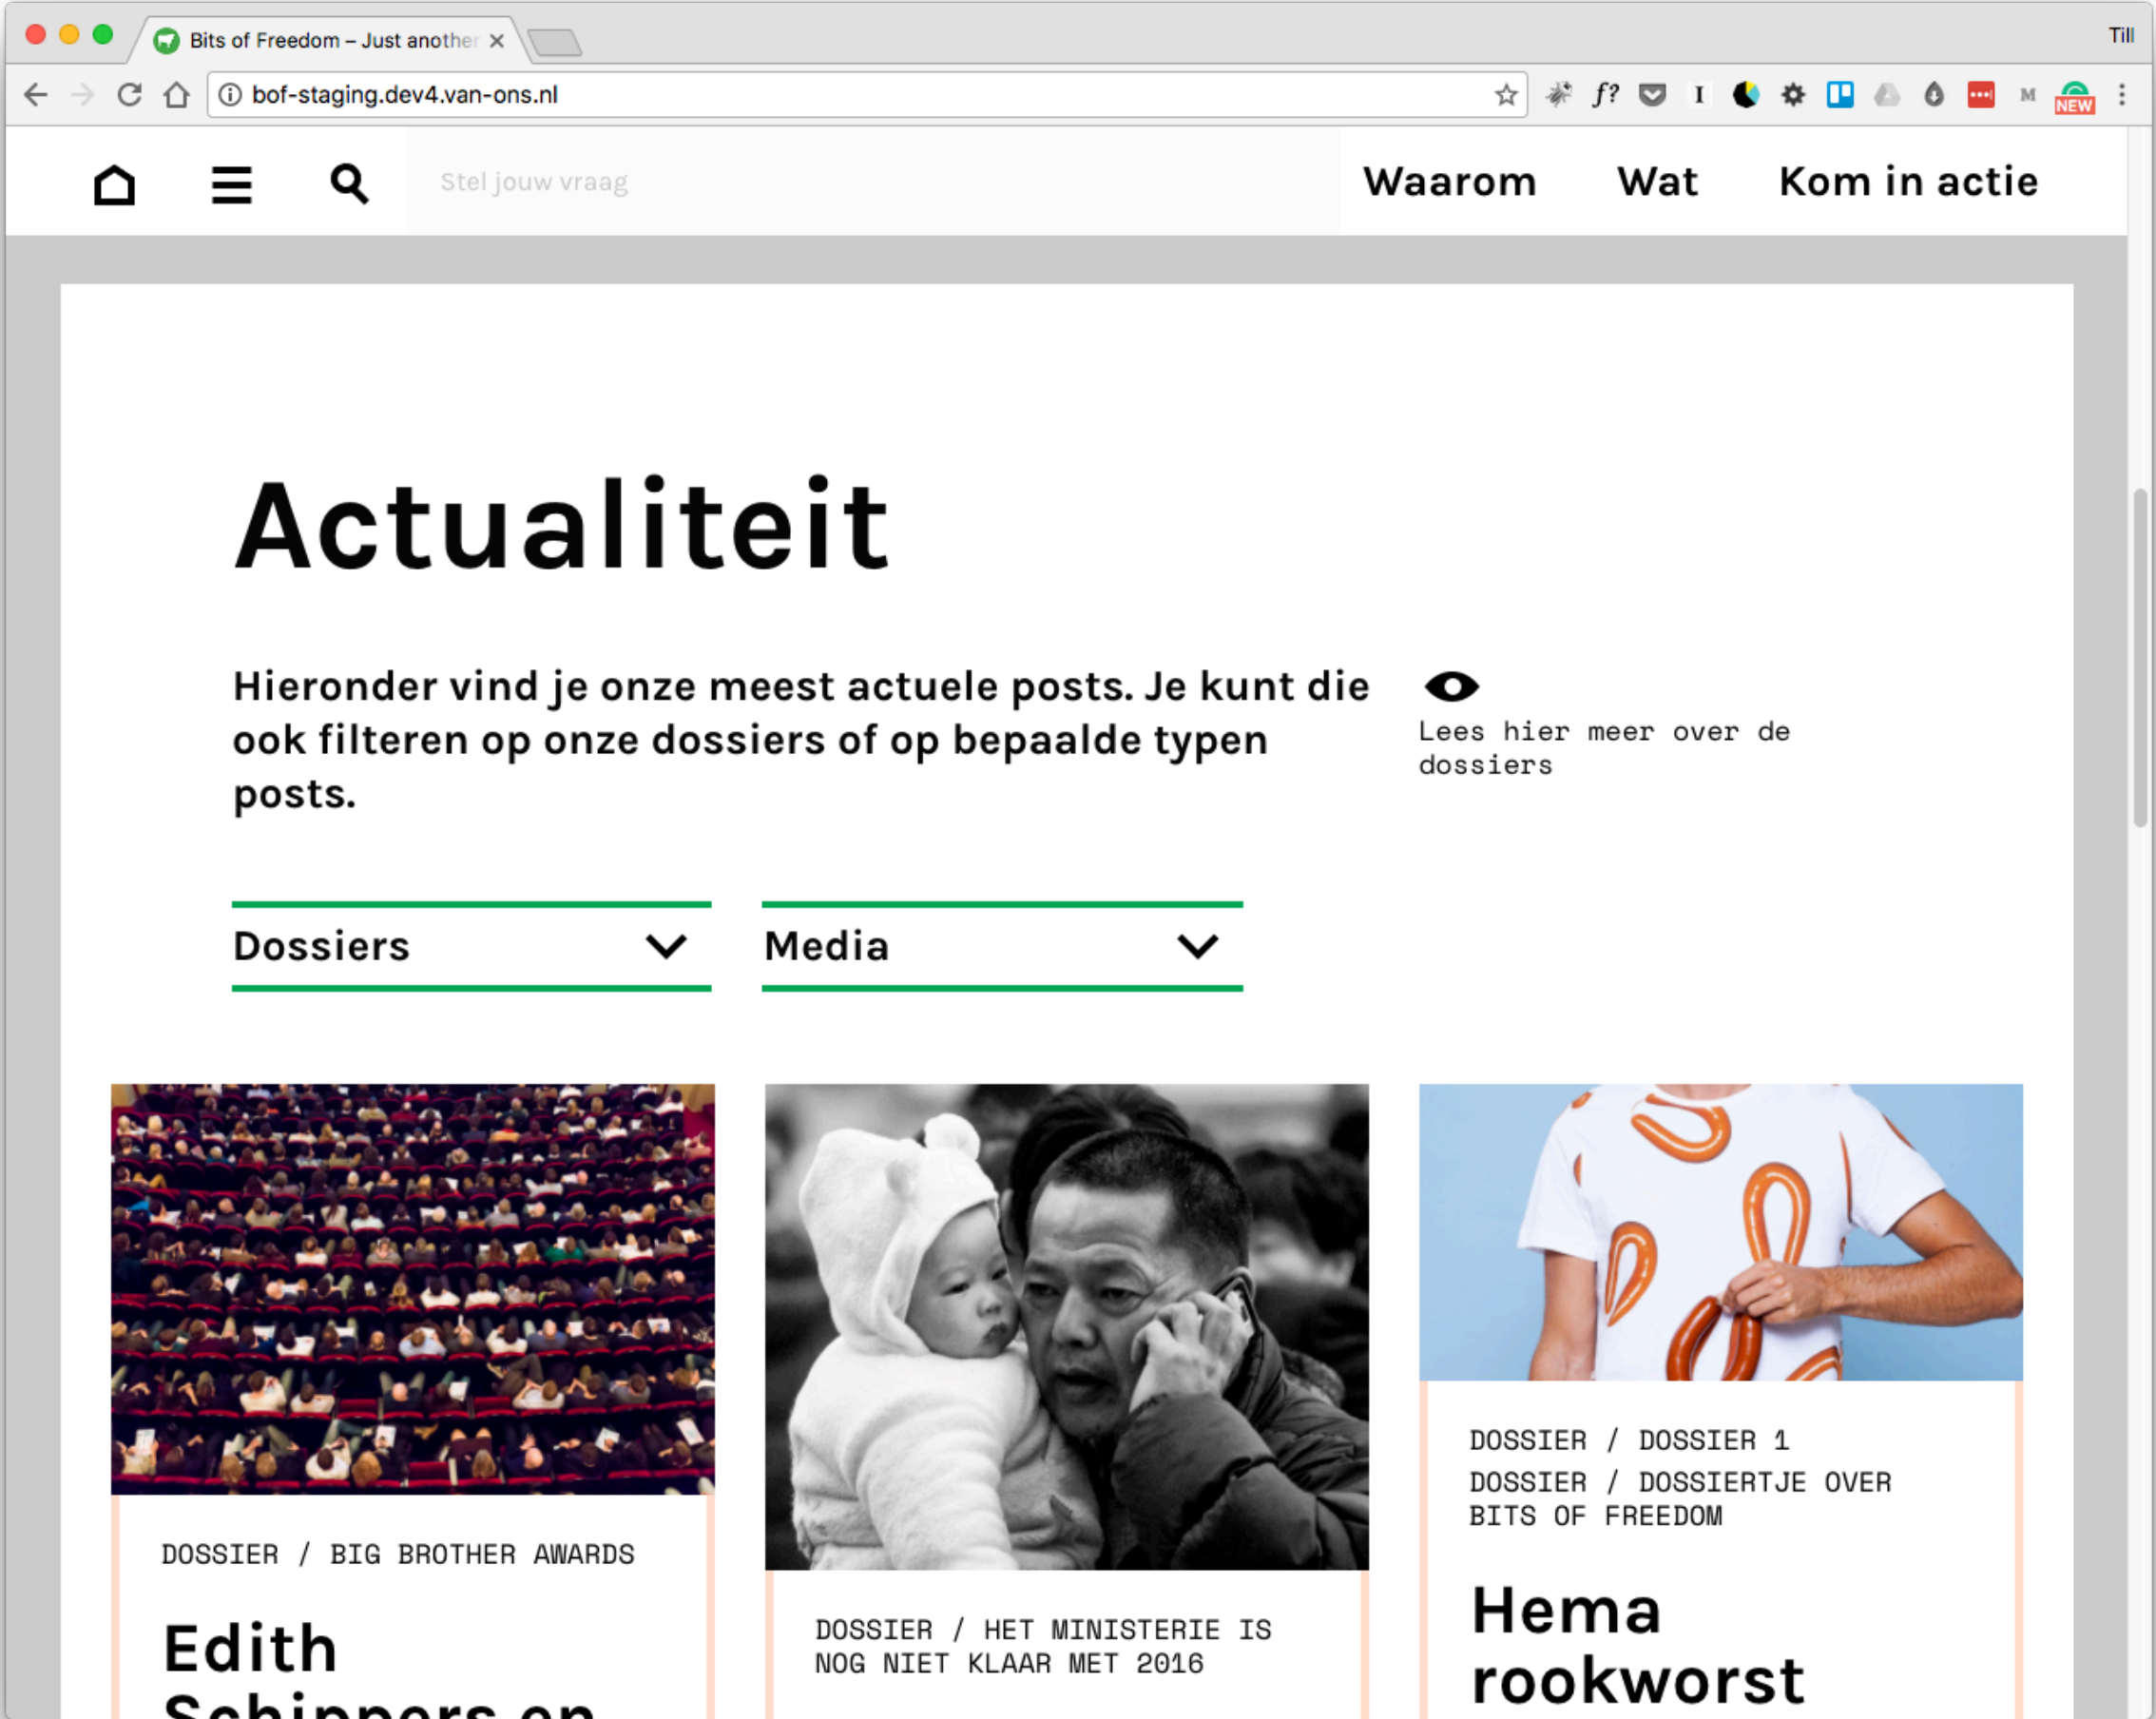 Bits of Freedom – Just another
Till
bof-staging.dev4.van-ons.nl
f?
I
M
NEW
Stel jouw vraag
Waarom
Wat
Kom in actie
Actualiteit
Hieronder vind je onze meest actuele posts. Je kunt die
ook filteren op onze dossiers of op bepaalde typen
posts.
Lees hier meer over de
dossiers
Dossiers
Media
DOSSIER / BIG BROTHER AWARDS
Edith
Schippers en
DOSSIER / HET MINISTERIE IS
NOG NIET KLAAR MET 2016
DOSSIER / DOSSIER 1
DOSSIER / DOSSIERTJE OVER
BITS OF FREEDOM
Hema
rookworst